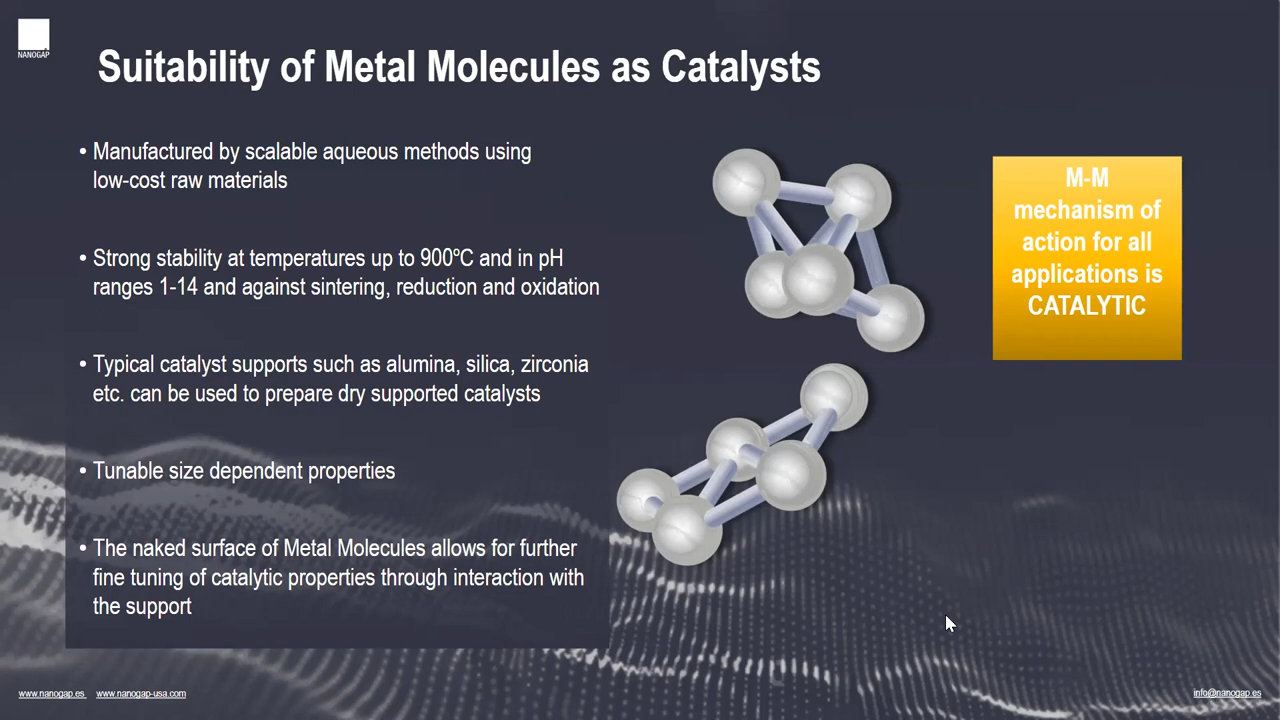 NANOGAP
Suitability of Metal Molecules as Catalysts
• Manufactured by scalable aqueous methods using
low-cost raw materials
• Strong stability at temperatures up to 900ºC and in pH
ranges 1-14 and against sintering, reduction and oxidation
• Typical catalyst supports such as alumina, silica, zirconia
etc. can be used to prepare dry supported catalysts
• Tunable size dependent properties
• The naked surface of Metal Molecules allows for further
fine tuning of catalytic properties through interaction with
the support
M-M
mechanism of
action for all
applications is
CATALYTIC
www.nanogap.es www.nanogap-usa.com
info@nanogap.es